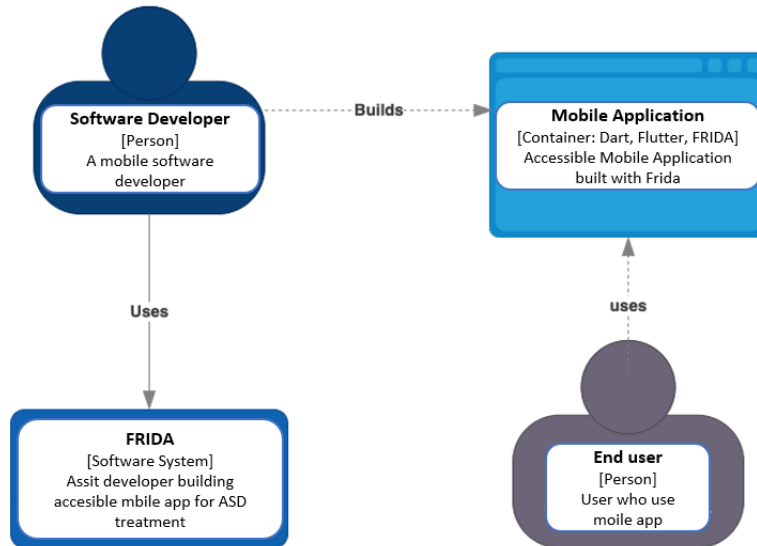 Software Developer
[Person]
A mobile software
developer
Builds
Mobile Application
[Container: Dart, Flutter, FRIDA]
Accessible Mobile Application
built with Frida
Uses
uses
FRIDA
[Software System]
Assit developer building
accesible mbile app for ASD
treatment
End user
[Person]
User who use
moile app